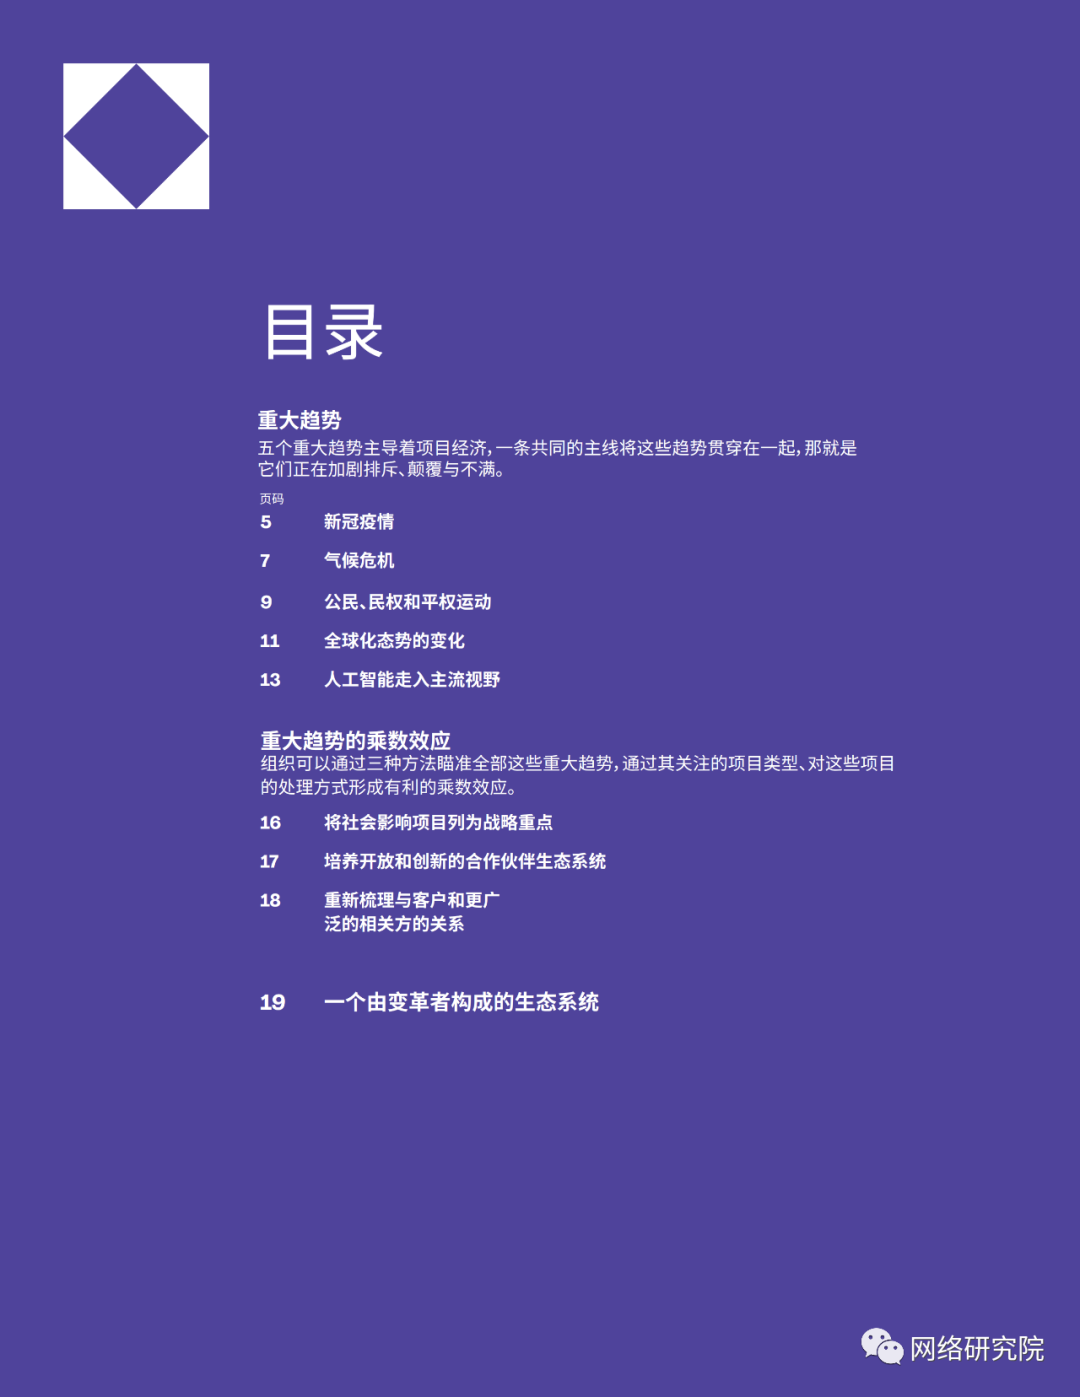 目录
重大趋势
五个重大趋势主导着项目经济，一条共同的主线将这些趋势贯穿在一起，那就是
它们正在加剧排斥、颠覆与不满。
页码
5 新冠疫情
7 气候危机
9 公民、民权和平权运动
11 全球化态势的变化
13 人工智能走入主流视野
重大趋势的乘数效应
组织可以通过三种方法瞄准全部这些重大趋势，通过其关注的项目类型、对这些项目
的处理方式形成有利的乘数效应。
16 将社会影响项目列为战略重点
17 培养开放和创新的合作伙伴生态系统
18 重新梳理与客户和更广
泛的相关方的关系
19 一个由变革者构成的生态系统
网络研究院